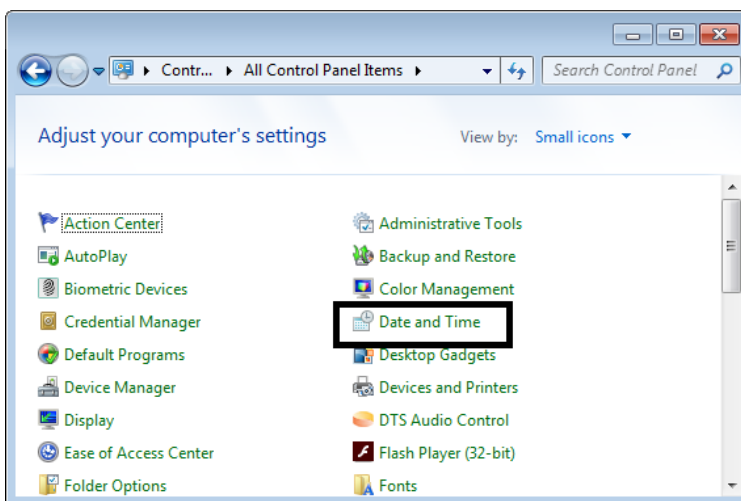 Contr... All Control Panel Items Search Control Panel
Adjust your computer's settings View by: Small icons
Action Center Administrative Tools
AutoPlay Backup and Restore
Biometric Devices Color Management
Credential Manager Date and Time
Default Programs Desktop Gadgets
Device Manager Devices and Printers
Display DTS Audio Control
Ease of Access Center Flash Player (32-bit)
Folder Options Fonts